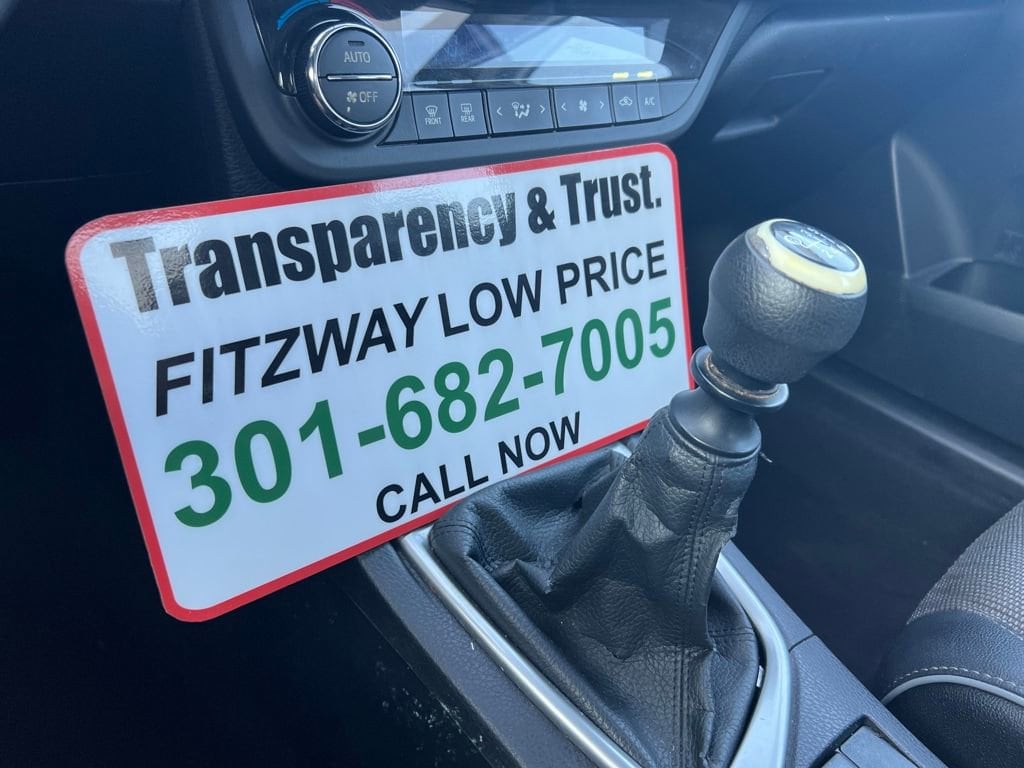 AUTO
OFF
FRONT
REAR
A/C
Transparency & Trust.
FITZWAY LOW PRICE
301-682-7005
CALL NOW